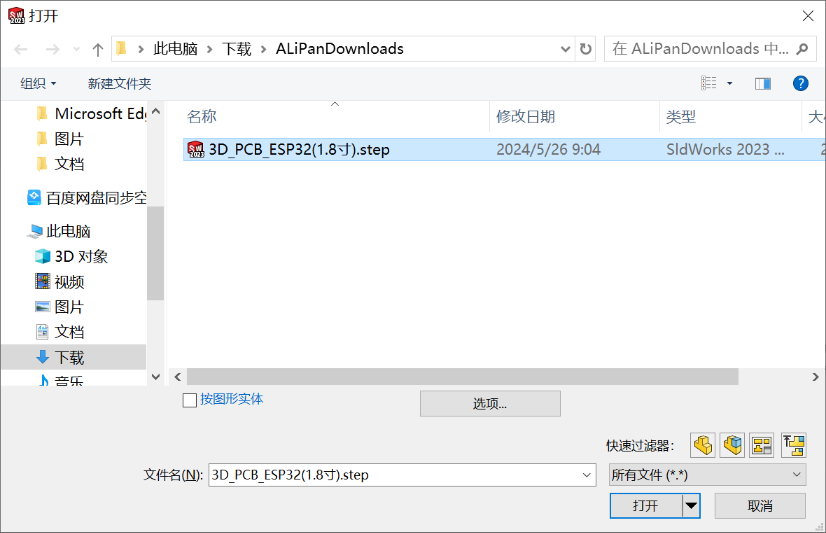 打开
此电脑 > 下载 > ALiPanDownloads
在 ALiPanDownloads 中...
组织
新建文件夹
名称
修改日期
类型
3D_PCB_ESP32(1.8寸).step
2024/5/26 9:04
SldWorks 2023 ...
Microsoft Edg
图片
文档
百度网盘同步空
此电脑
3D 对象
视频
图片
文档
下载
音乐
按图形实体
选项...
快速过滤器:
文件名(N):
3D_PCB_ESP32(1.8寸).step
所有文件 (*.*)
打开
取消